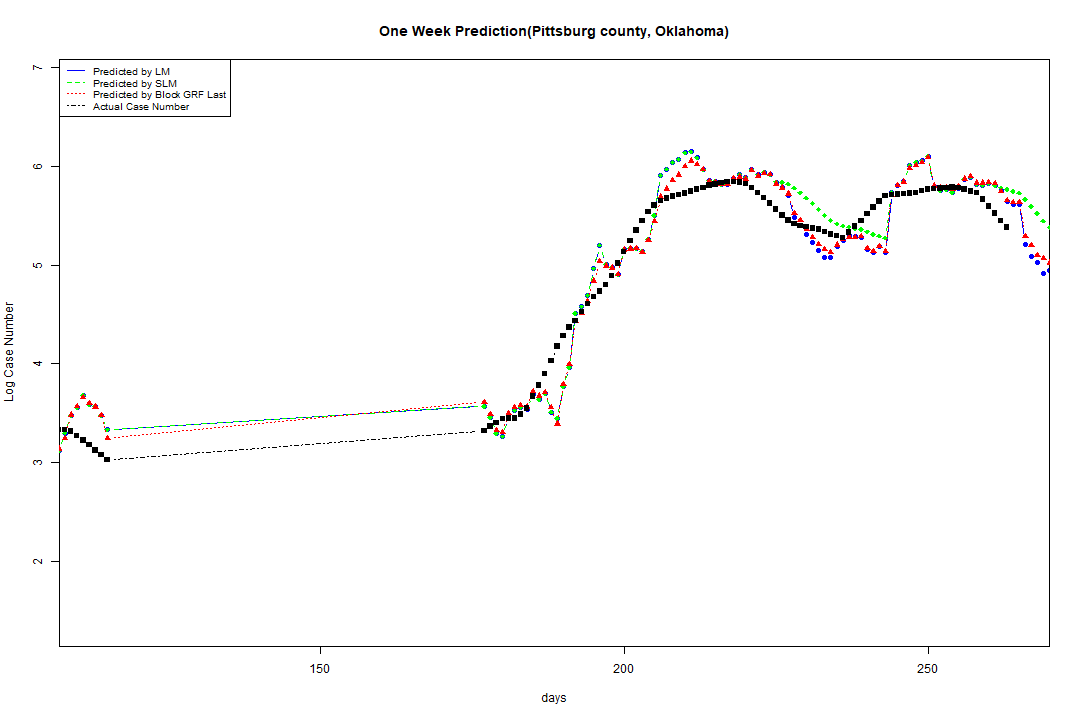 One Week Prediction(Pittsburg county, Oklahoma)
Predicted by LM
Predicted by SLM
Predicted by Block GRF Last
Actual Case Number
7
6
5
4
3
2
Log Case Number
150 200 250
days